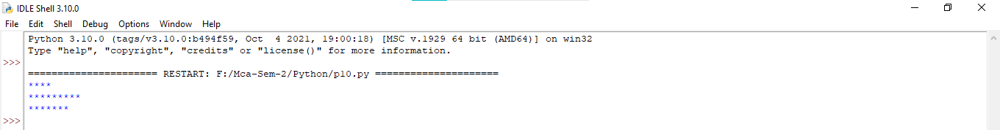 IDLE Shell 3.10.0
File Edit Shell Debug Options Window Help
Python 3.10.0 (tags/v3.10.0:b494f59, Oct  4 2021, 19:00:18) [MSC v.1929 64 bit (AMD64)] on win32
Type "help", "copyright", "credits" or "license()" for more information.
>>>
====================== RESTART: F:/Mca-Sem-2/Python/p10.py =====================
****
*********
*******
>>>